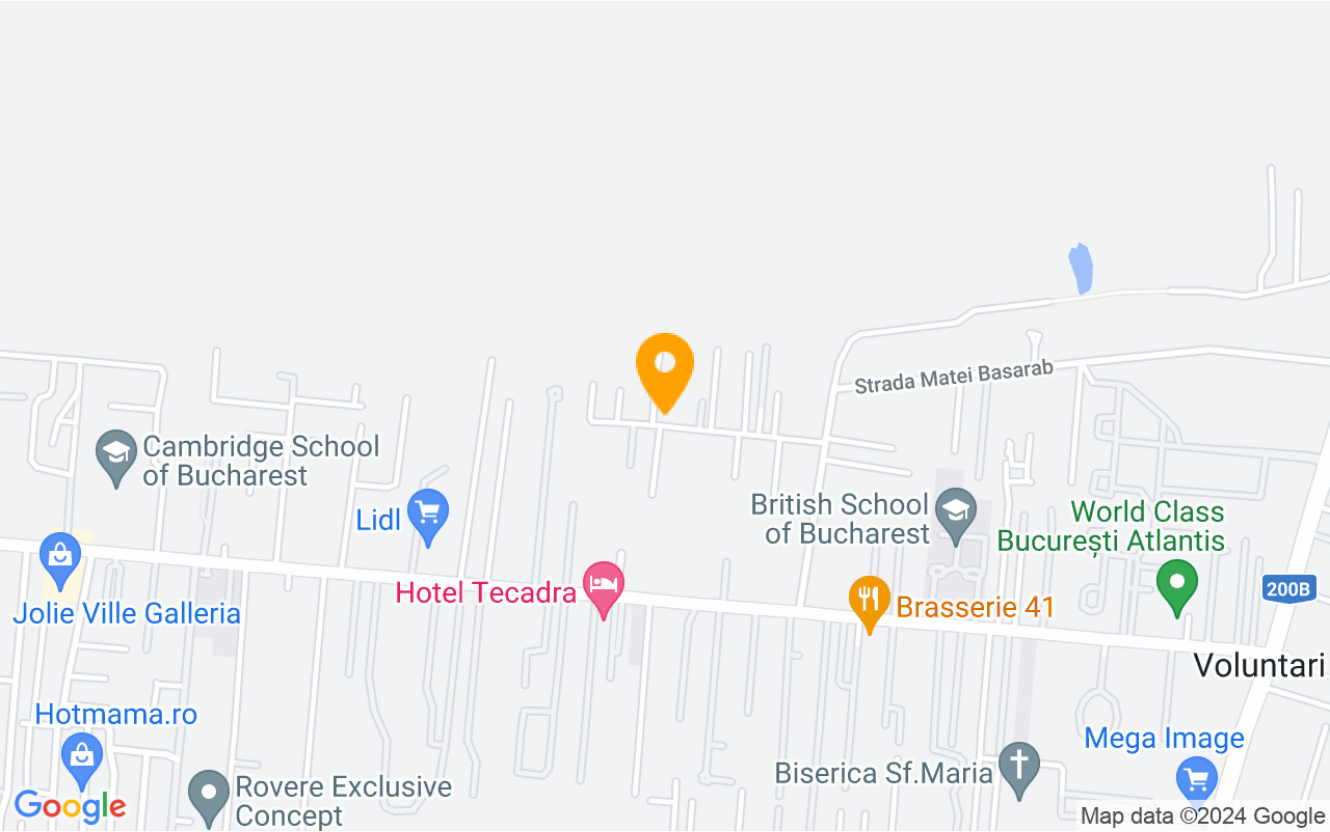 Strada Matei Basarab
Cambridge School
of Bucharest
Lidl
British School
of Bucharest
World Class
București Atlantis
Hotel Tecadra
Brasserie 41
200B
Jolie Ville Galleria
Voluntari
Hotmama.ro
Mega Image
Biserica Sf.Maria
Rovere Exclusive
Concept
Google
Map data ©2024 Google